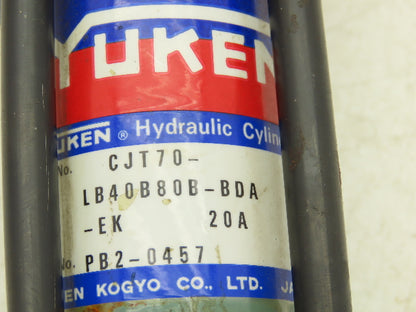 YUKEN
YUKEN ® Hydraulic Cylin
No. CJT70-
LB40B80B-BDA
-EK 20A
No. PB2-0457
EN KOGYO CO., LTD. JA